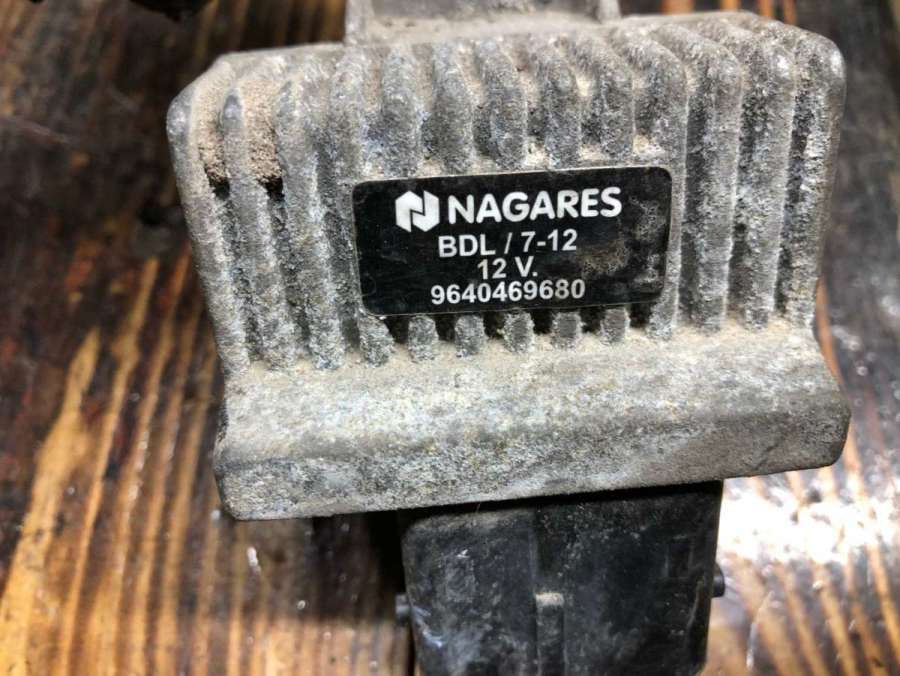 NAGARES
BDL / 7-12
12 V.
9640469680